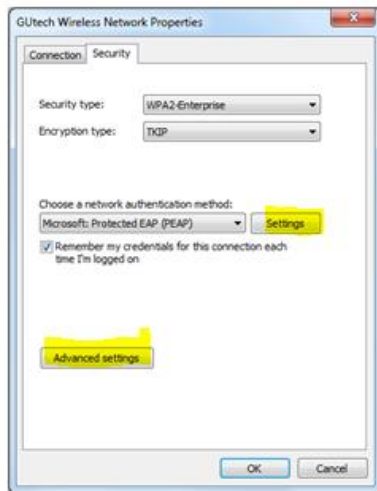 GUtech Wireless Network Properties
Connection Security
Security type: WPA2-Enterprise
Encryption type: TKIP
Choose a network authentication method:
Microsoft: Protected EAP (PEAP) Settings
Remember my credentials for this connection each
time I'm logged on
Advanced settings
OK Cancel